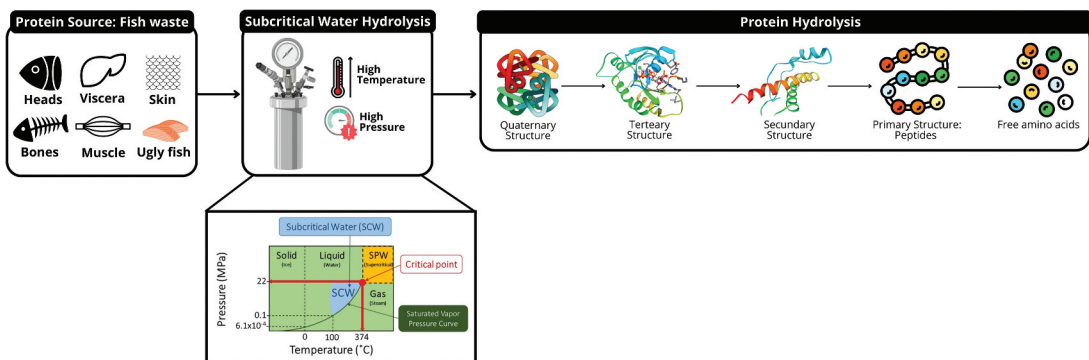 Protein Source: Fish waste
Heads
Viscera
Skin
Bones
Muscle
Ugly fish
Subcritical Water Hydrolysis
High
Temperature
High
Pressure
Protein Hydrolysis
Quaternary
Structure
Terteary
Structure
Secundary
Structure
Primary Structure:
Peptides
Free amino acids
Subcritical Water (SCW)
Solid
(Ice)
Liquid
(Water)
SPW
(Supercritical)
Critical point
SCW
Gas
(Steam)
Saturated Vapor
Pressure Curve
Pressure (MPa)
22
0.1
6.1x10⁻⁴
0
100
374
Temperature (˚C)